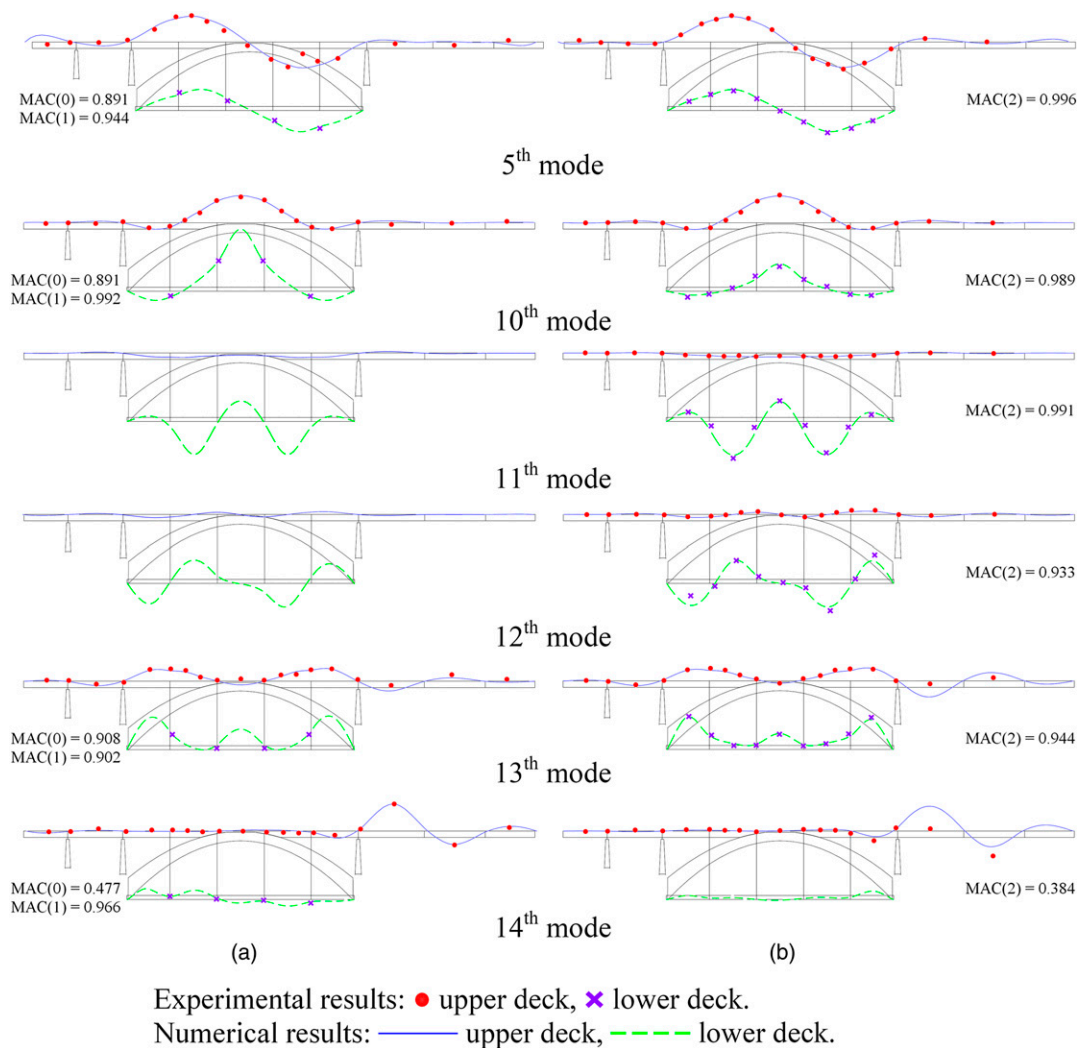 MAC(0) = 0.891
MAC(1) = 0.944
MAC(2) = 0.996
5th mode
MAC(0) = 0.891
MAC(1) = 0.992
MAC(2) = 0.989
10th mode
MAC(2) = 0.991
11th mode
MAC(2) = 0.933
12th mode
MAC(0) = 0.908
MAC(1) = 0.902
MAC(2) = 0.944
13th mode
MAC(0) = 0.477
MAC(1) = 0.966
MAC(2) = 0.384
14th mode
(a) (b)
Experimental results: upper deck, lower deck.
Numerical results: upper deck, lower deck.